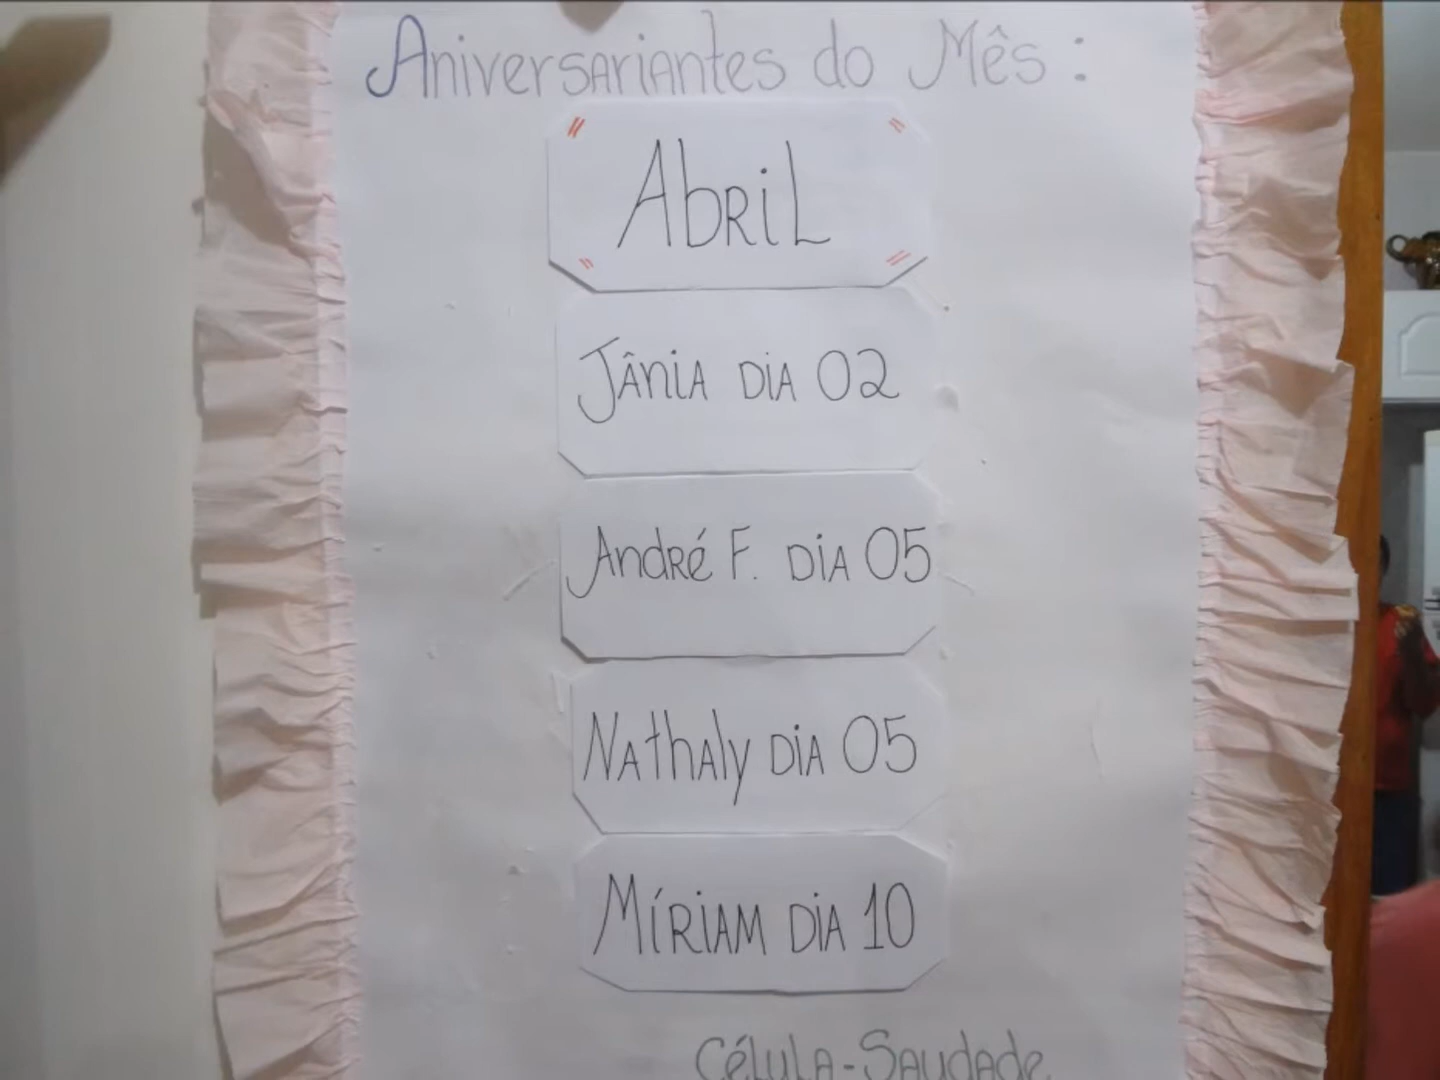 Aniversariantes do Mês:
Abril
Jânia dia 02
André F. dia 05
Nathaly dia 05
Míriam dia 10
Célula-Saudade